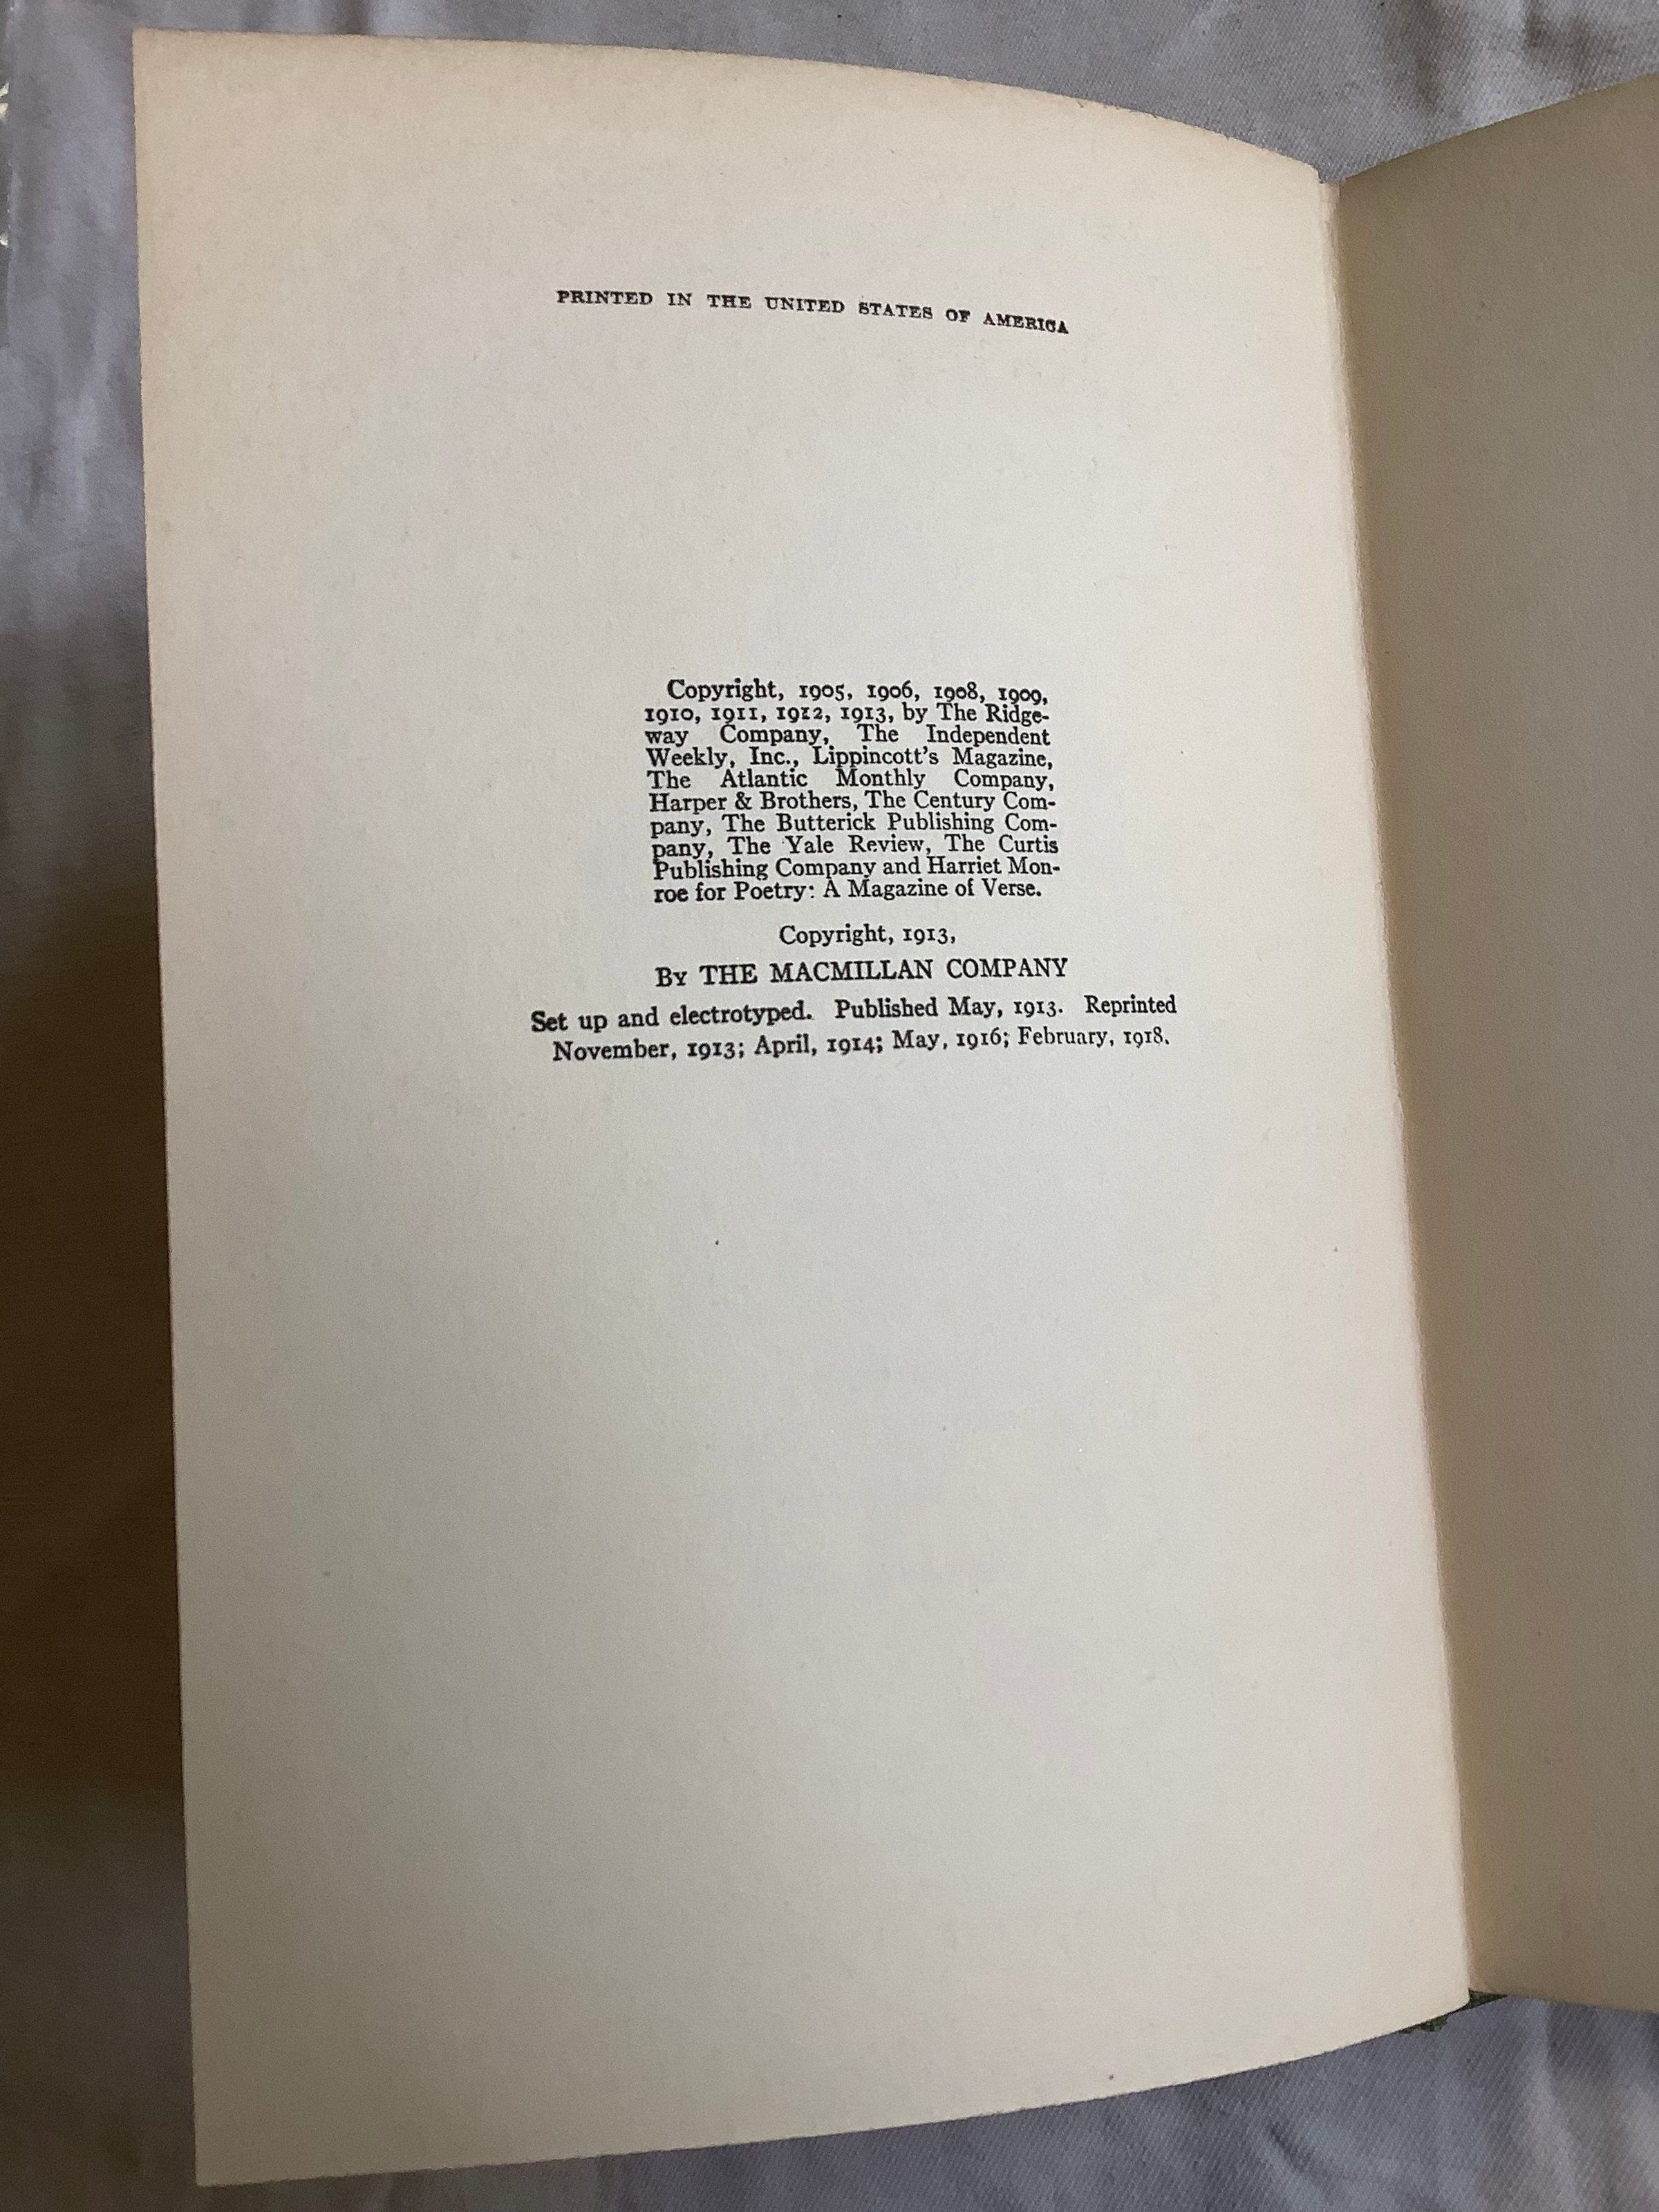 PRINTED IN THE UNITED STATES OF AMERICA
Copyright, 1905, 1906, 1908, 1909,
1910, 1911, 1912, 1913, by The Ridge-
way Company, The Independent
Weekly, Inc., Lippincott's Magazine,
The Atlantic Monthly Company,
Harper & Brothers, The Century Com-
pany, The Butterick Publishing Com-
pany, The Yale Review, The Curtis
Publishing Company and Harriet Mon-
roe for Poetry: A Magazine of Verse.
Copyright, 1913,
By THE MACMILLAN COMPANY
Set up and electrotyped. Published May, 1913. Reprinted
November, 1913; April, 1914; May, 1916; February, 1918.